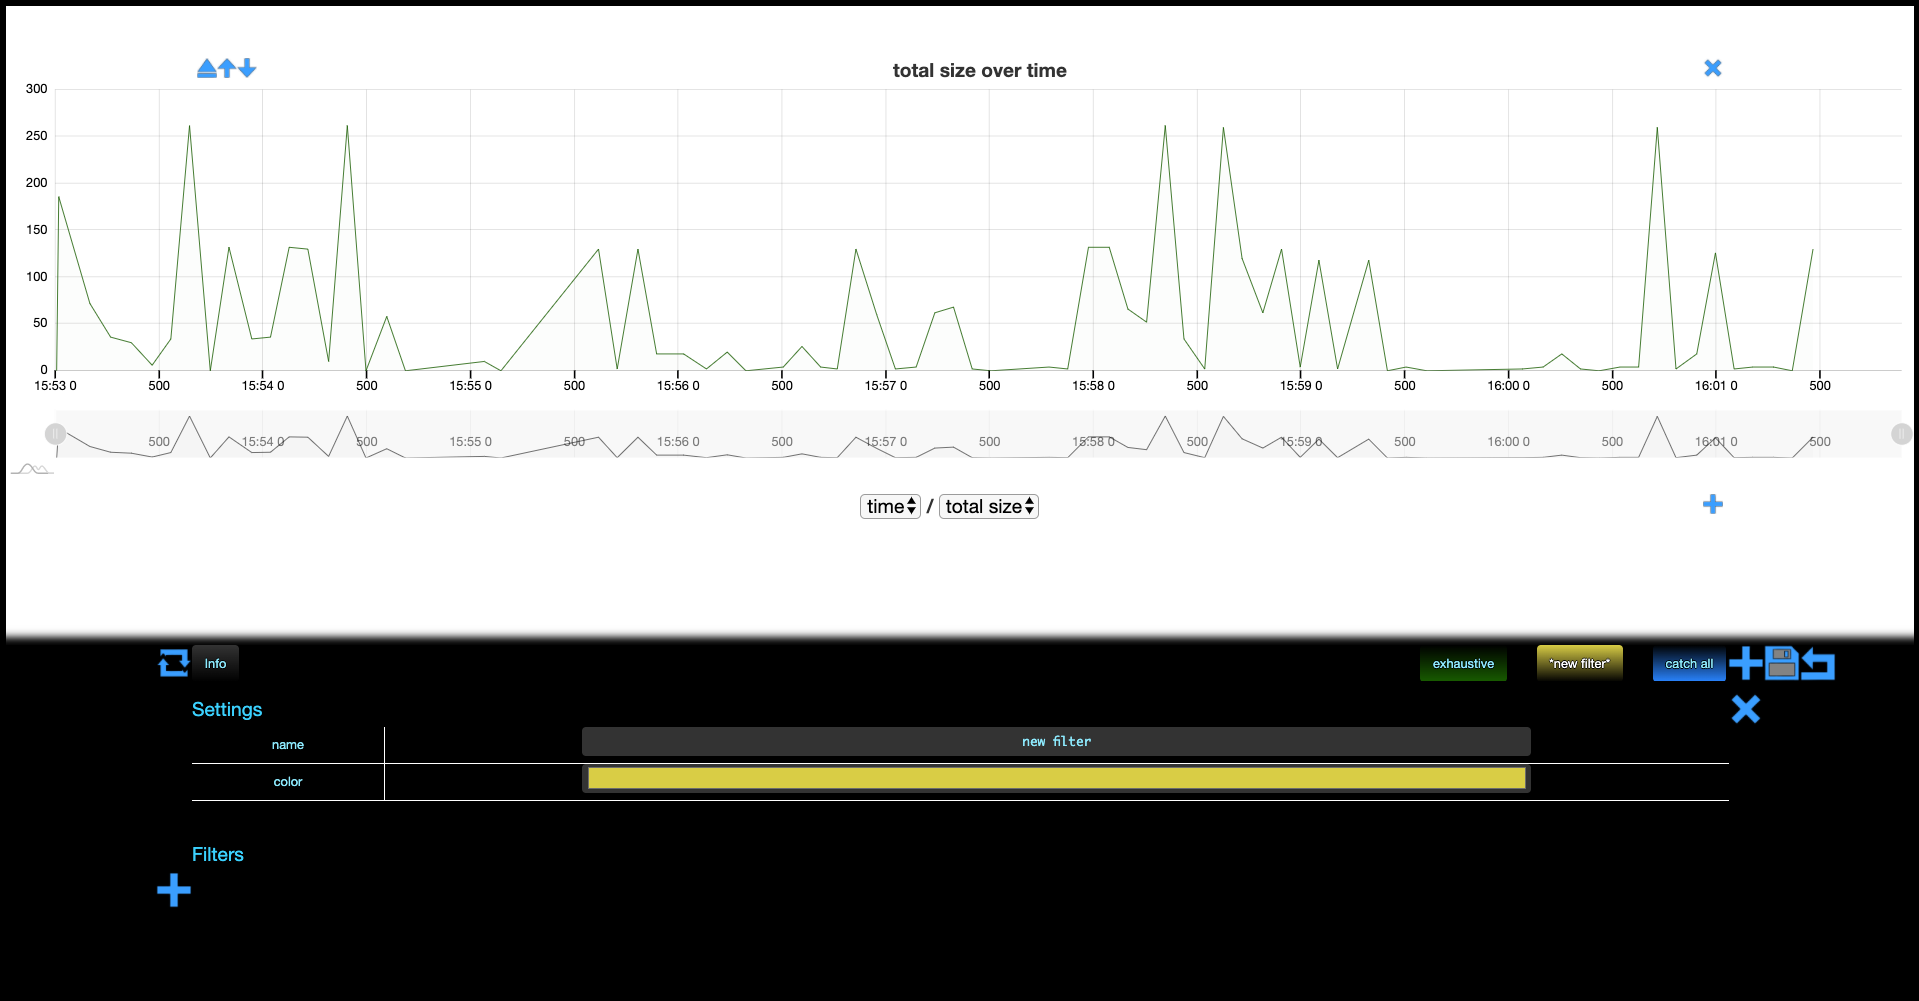 total size over time
300
250
200
150
100
50
0
15:53 0 500 15:54 0 500 15:55 0 500 15:56 0 500 15:57 0 500 15:58 0 500 15:59 0 500 16:00 0 500 16:01 0 500
500 15:54 0 500 15:55 0 500 15:56 0 500 15:57 0 500 15:58 0 500 15:59 0 500 16:00 0 500 16:01 0 500
time / total size
Info exhaustive *new filter* catch all
Settings
name new filter
color
Filters